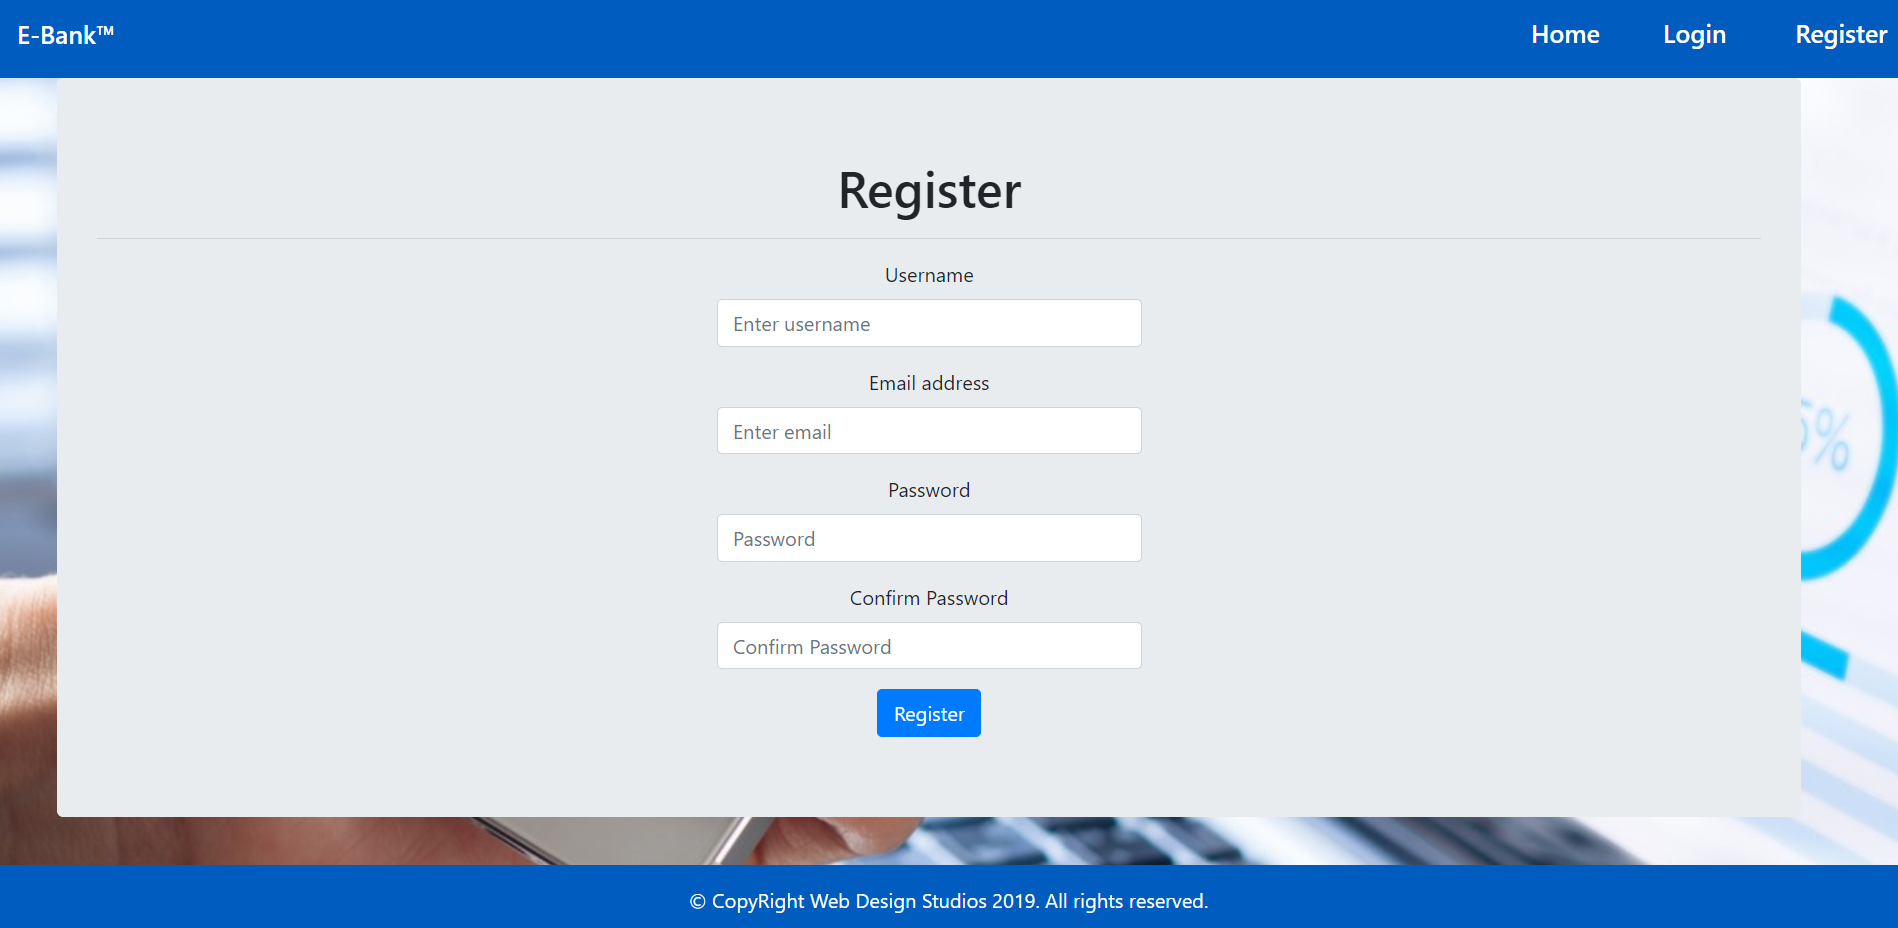 E-Bank™
Home Login Register
Register
Username
Enter username
Email address
Enter email
Password
Password
Confirm Password
Confirm Password
Register
© CopyRight Web Design Studios 2019. All rights reserved.